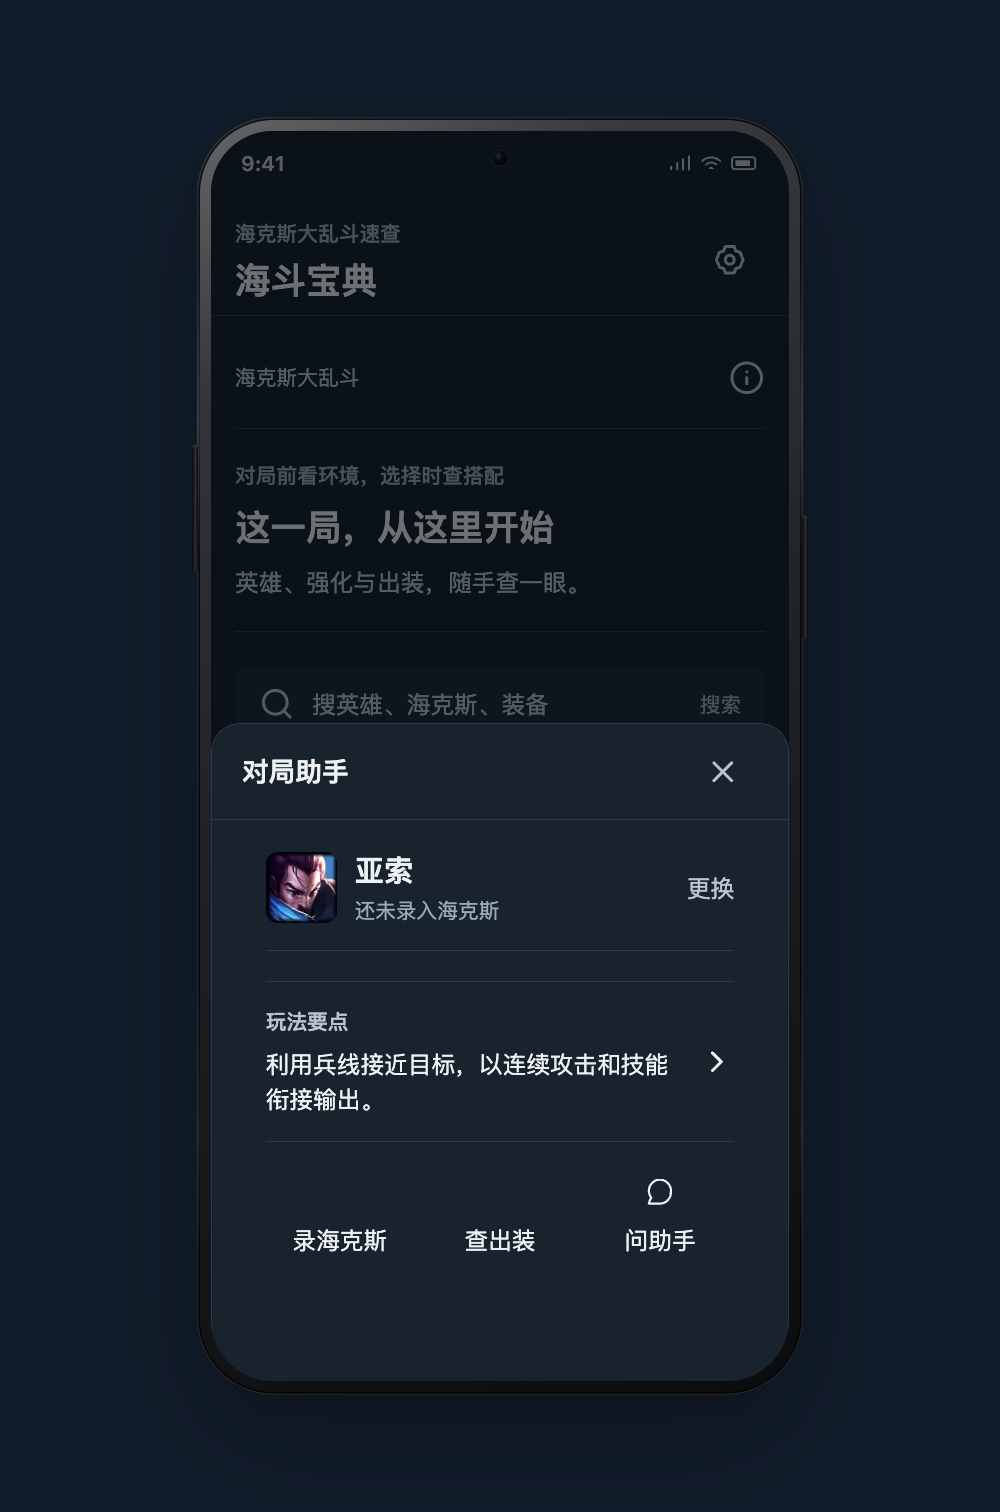 9:41
海克斯大乱斗速查
海斗宝典
海克斯大乱斗
对局前看环境，选择时查搭配
这一局，从这里开始
英雄、强化与出装，随手查一眼。
搜英雄、海克斯、装备 搜索
对局助手
亚索
还未录入海克斯
更换
玩法要点
利用兵线接近目标，以连续攻击和技能
衔接输出。
录海克斯 查出装 问助手